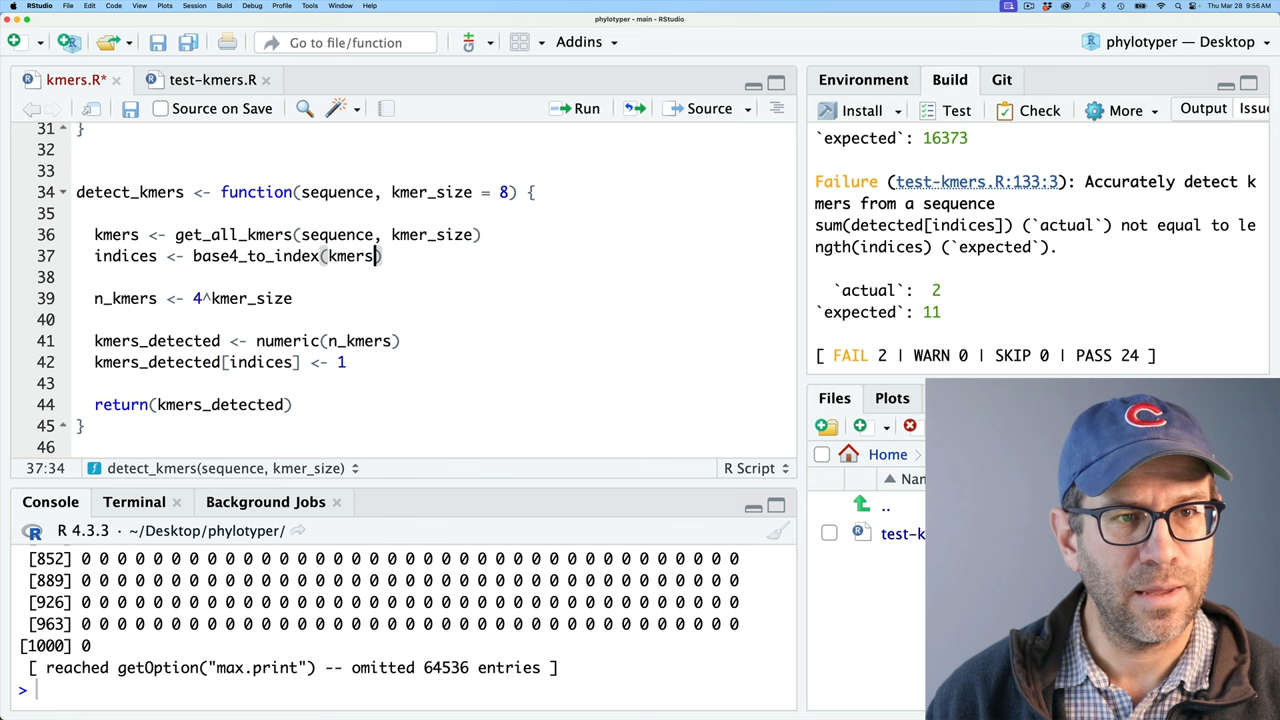 RStudio File Edit Code View Plots Session Build Debug Profile Tools Window Help Thu Mar 28 9:56 AM
phylotyper - main - RStudio
Go to file/function Addins phylotyper — Desktop
kmers.R* test-kmers.R
Source on Save Run Source
31 }
32
33
34 detect_kmers <- function(sequence, kmer_size = 8) {
35
36 kmers <- get_all_kmers(sequence, kmer_size)
37 indices <- base4_to_index(kmers)
38
39 n_kmers <- 4^kmer_size
40
41 kmers_detected <- numeric(n_kmers)
42 kmers_detected[indices] <- 1
43
44 return(kmers_detected)
45 }
46
37:34 detect_kmers(sequence, kmer_size) R Script
Console Terminal Background Jobs
R 4.3.3 · ~/Desktop/phylotyper/
[852] 0 0 0 0 0 0 0 0 0 0 0 0 0 0 0 0 0 0 0 0 0 0 0 0 0 0 0 0 0 0 0 0 0 0 0 0 0
[889] 0 0 0 0 0 0 0 0 0 0 0 0 0 0 0 0 0 0 0 0 0 0 0 0 0 0 0 0 0 0 0 0 0 0 0 0 0
[926] 0 0 0 0 0 0 0 0 0 0 0 0 0 0 0 0 0 0 0 0 0 0 0 0 0 0 0 0 0 0 0 0 0 0 0 0 0
[963] 0 0 0 0 0 0 0 0 0 0 0 0 0 0 0 0 0 0 0 0 0 0 0 0 0 0 0 0 0 0 0 0 0 0 0 0 0
[1000] 0
[ reached getOption("max.print") -- omitted 64536 entries ]
>
Environment Build Git
Install Test Check More Output Issu
`expected`: 16373
Failure (test-kmers.R:133:3): Accurately detect k
mers from a sequence
sum(detected[indices]) (`actual`) not equal to le
ngth(indices) (`expected`).
`actual`: 2
`expected`: 11
[ FAIL 2 | WARN 0 | SKIP 0 | PASS 24 ]
Files Plots
Home
Nam
..
test-k
C